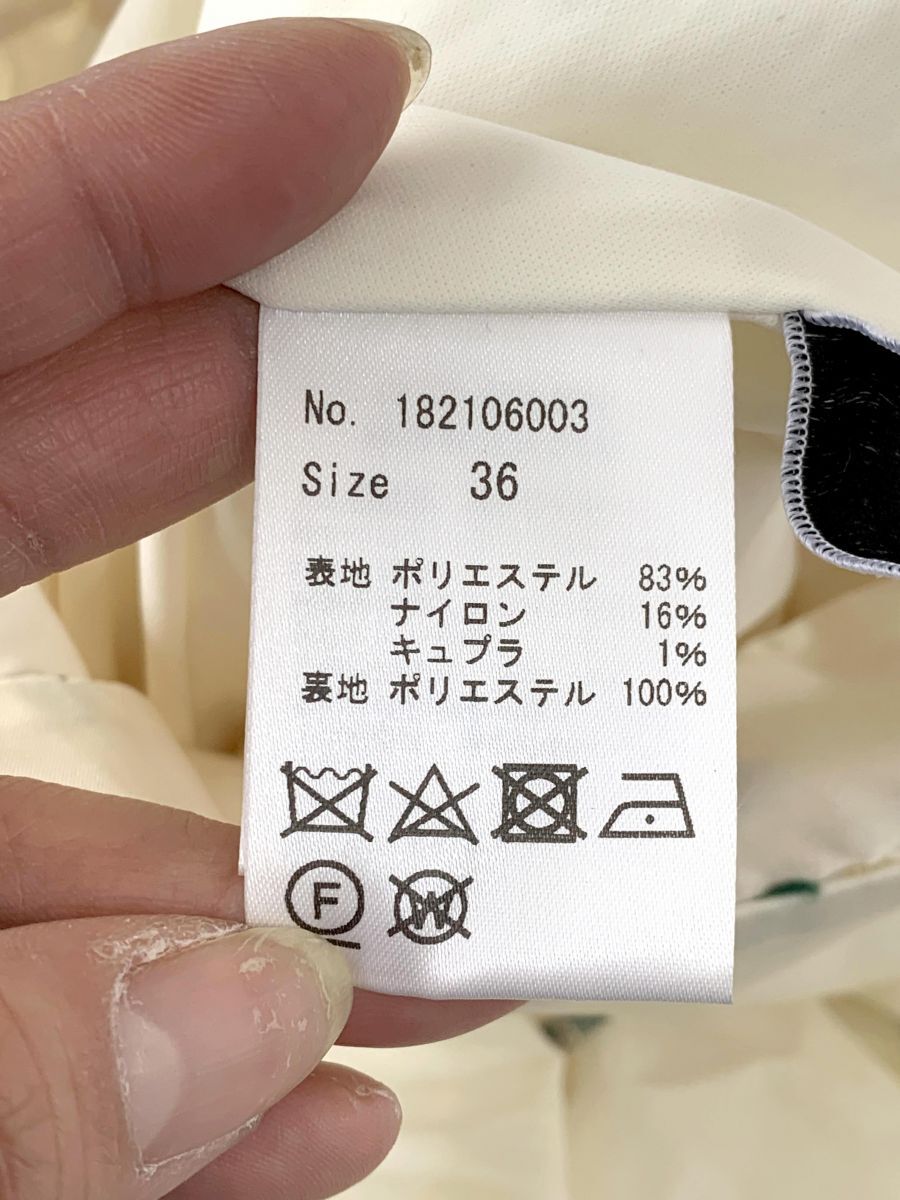 No. 182106003
Size 36
表地 ポリエステル 83%
ナイロン 16%
キュプラ 1%
裏地 ポリエステル 100%
F
W